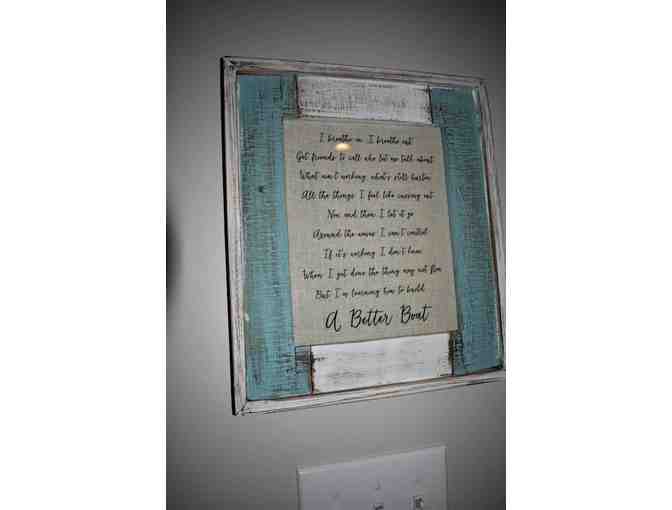 I breathe in, I breathe out
Got friends to call who let me talk about
What ain't working, what's still hurtin
All the things I feel like cussing out
Now and then I let it go
Around the waves I can't control
If it's working I don't know
When I get done the thing may not float
But I'm learning how to build
A Better Boat